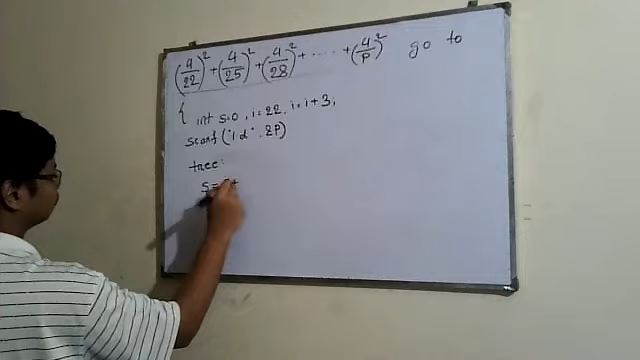 (4/22)² + (4/25)² + (4/28)² + ..... + (4/P)² go to
{ int s=0, i=22, i=i+3,
scanf("1d", &P)
tree:
s=s+